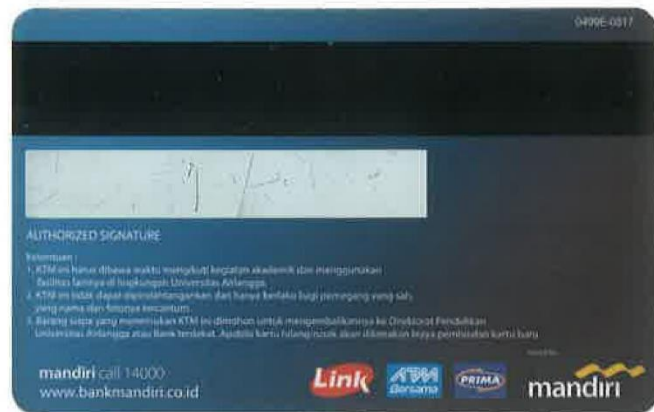 0499E-0817
AUTHORIZED SIGNATURE
Ketentuan :
1. KTM ini harus dibawa waktu mengikuti kegiatan akademik dan menggunakan
fasilitas lainnya di lingkungan Universitas Airlangga.
2. KTM ini tidak dapat dipindahtangankan dan hanya berlaku bagi pemegang yang sah,
yang nama dan fotonya tercantum.
3. Barang siapa yang menemukan KTM ini dimohon untuk mengembalikannya ke Direktorat Pendidikan
Universitas Airlangga atau Bank terdekat. Apabila kartu hilang/rusak akan dikenakan biaya pembuatan kartu baru.
mandiri call 14000
www.bankmandiri.co.id
Link
ATM
Bersama
PRIMA
mandiri